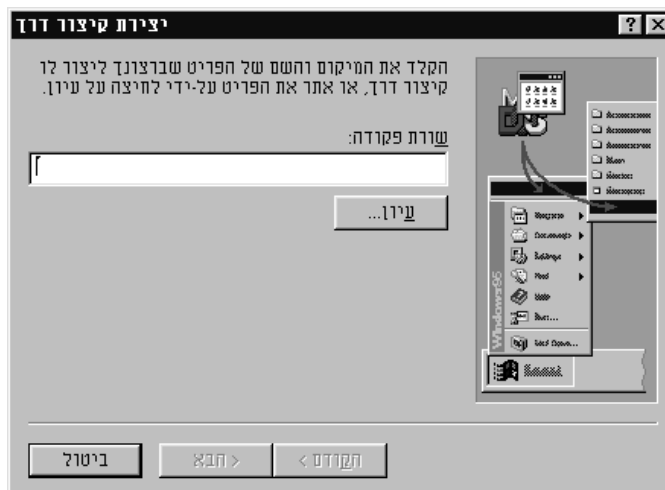 יצירת קיצור דרך
הקלד את המיקום והשם של הפריט שברצונך ליצור לו
קיצור דרך, או אתר את הפריט על-ידי לחיצה על עיון.
שורת פקודה:
עיון...
Windows95
הקודם >
< הבא
ביטול